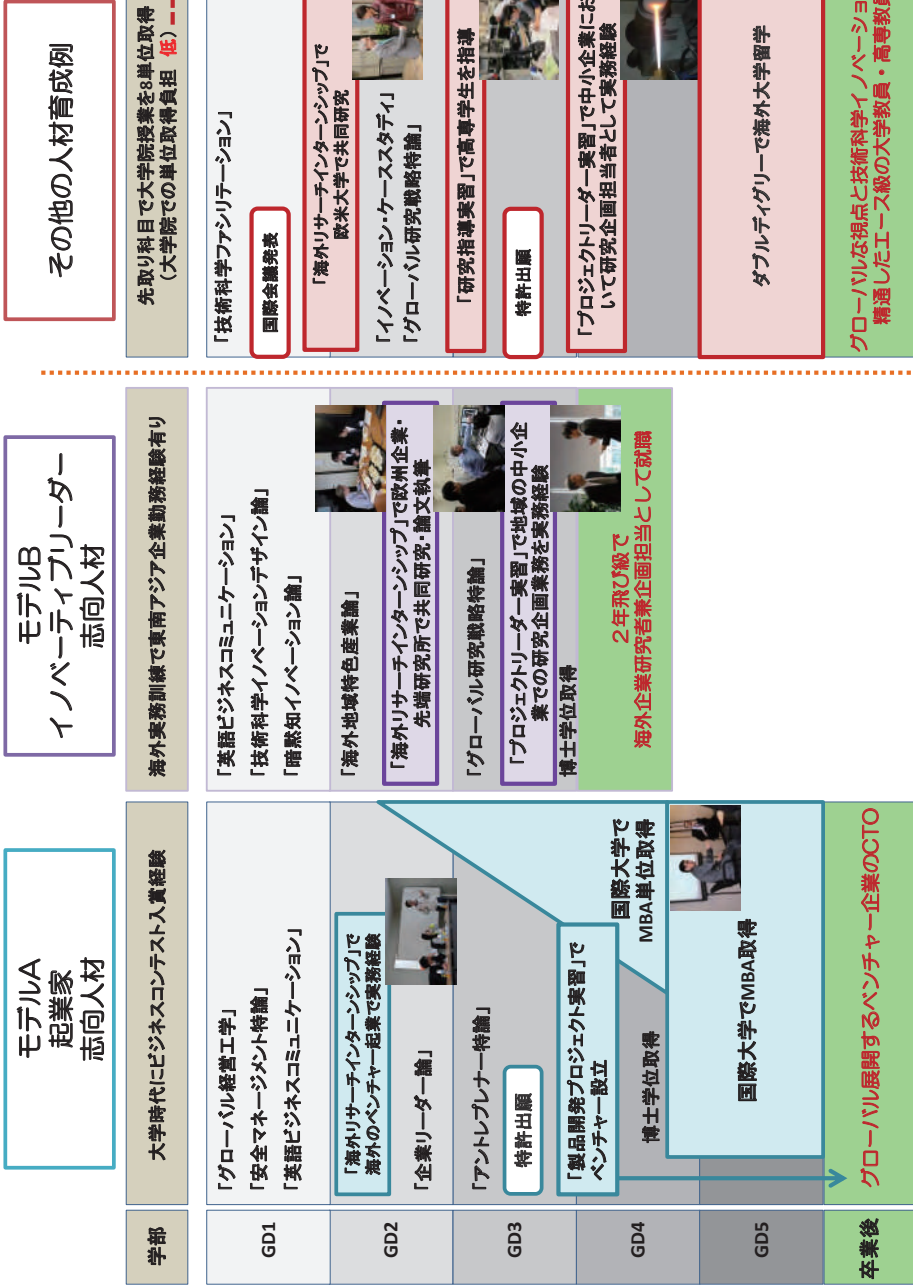 モデルA
起業家
志向人材
モデルB
イノベーティブリーダー
志向人材
その他の人材育成例
学部
大学時代にビジネスコンテスト入賞経験
海外実務訓練で東南アジア企業勤務経験有り
先取り科目で大学院授業を8単位取得
(大学院での単位取得負担 低)
GD1
「グローバル経営工学」
「安全マネージメント特論」
「英語ビジネスコミュニケーション」
「英語ビジネスコミュニケーション」
「技術科学イノベーションデザイン論」
「暗黙知イノベーション論」
「技術科学ファシリテーション」
国際会議発表
「海外リサーチインターンシップ」で
欧米大学で共同研究
GD2
「海外リサーチインターンシップ」で
海外のベンチャー起業で実務経験
「企業リーダー論」
「海外地域特色産業論」
「海外リサーチインターンシップ」で欧州企業・
先端研究所で共同研究・論文執筆
「イノベーション・ケーススタディ」
「グローバル研究戦略特論」
GD3
「アントレプレナー特論」
特許出願
「製品開発プロジェクト実習」で
ベンチャー設立
「グローバル研究戦略特論」
「プロジェクトリーダー実習」で地域の中小企
業での研究企画業務を実務経験
博士学位取得
「研究指導実習」で高専学生を指導
特許出願
「プロジェクトリーダー実習」で中小企業にお
いて研究企画担当者として実務経験
GD4
博士学位取得
国際大学で
MBA単位取得
2年飛び級で
海外企業研究者兼企画担当として就職
GD5
国際大学でMBA取得
ダブルディグリーで海外大学留学
卒業後
グローバル展開するベンチャー企業のCTO
グローバルな視点と技術科学イノベーショ
精通したエース級の大学教員・高専教員